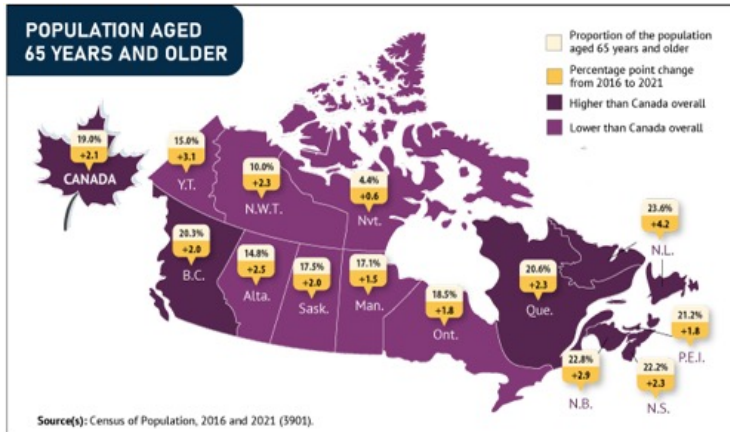 POPULATION AGED
65 YEARS AND OLDER
Proportion of the population
aged 65 years and older
Percentage point change
from 2016 to 2021
Higher than Canada overall
Lower than Canada overall
19.0%
+2.1
CANADA
15.0%
+3.1
Y.T.
10.0%
+2.3
N.W.T.
4.4%
+0.6
Nvt.
20.3%
+2.0
B.C.
14.8%
+2.5
Alta.
17.5%
+2.0
Sask.
17.1%
+1.5
Man.
18.5%
+1.8
Ont.
20.6%
+2.3
Que.
23.6%
+4.2
N.L.
21.2%
+1.8
P.E.I.
22.8%
+2.9
N.B.
22.2%
+2.3
N.S.
Source(s): Census of Population, 2016 and 2021 (3901).